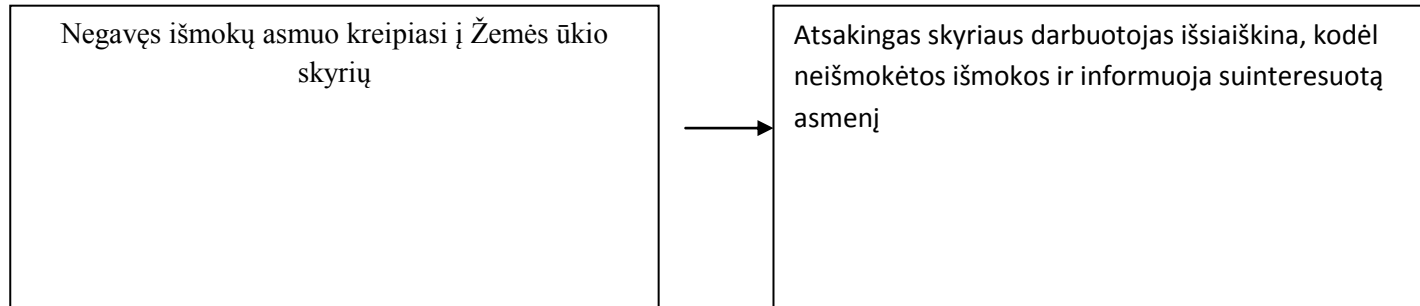 Negavęs išmokų asmuo kreipiasi į Žemės ūkio
skyrių
Atsakingas skyriaus darbuotojas išsiaiškina, kodėl
neišmokėtos išmokos ir informuoja suinteresuotą
asmenį